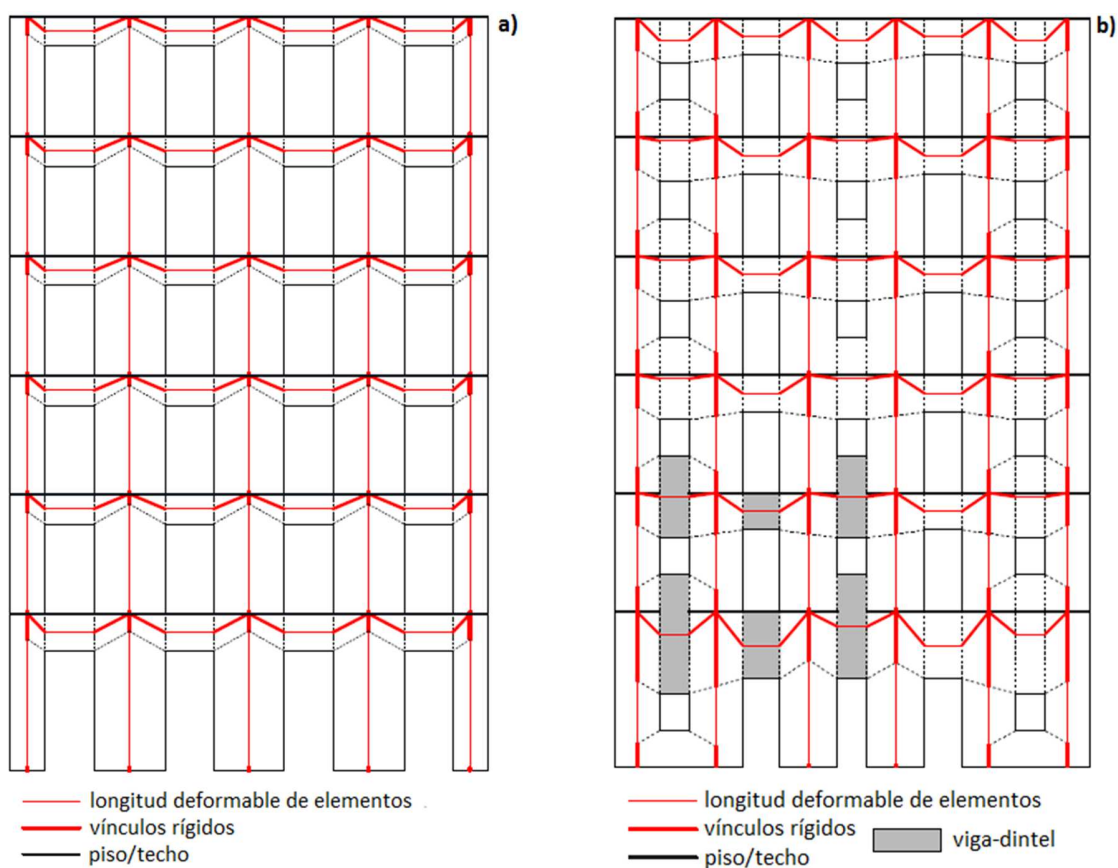 a)
b)
longitud deformable de elementos
vínculos rígidos
piso/techo
longitud deformable de elementos
vínculos rígidos
viga-dintel
piso/techo